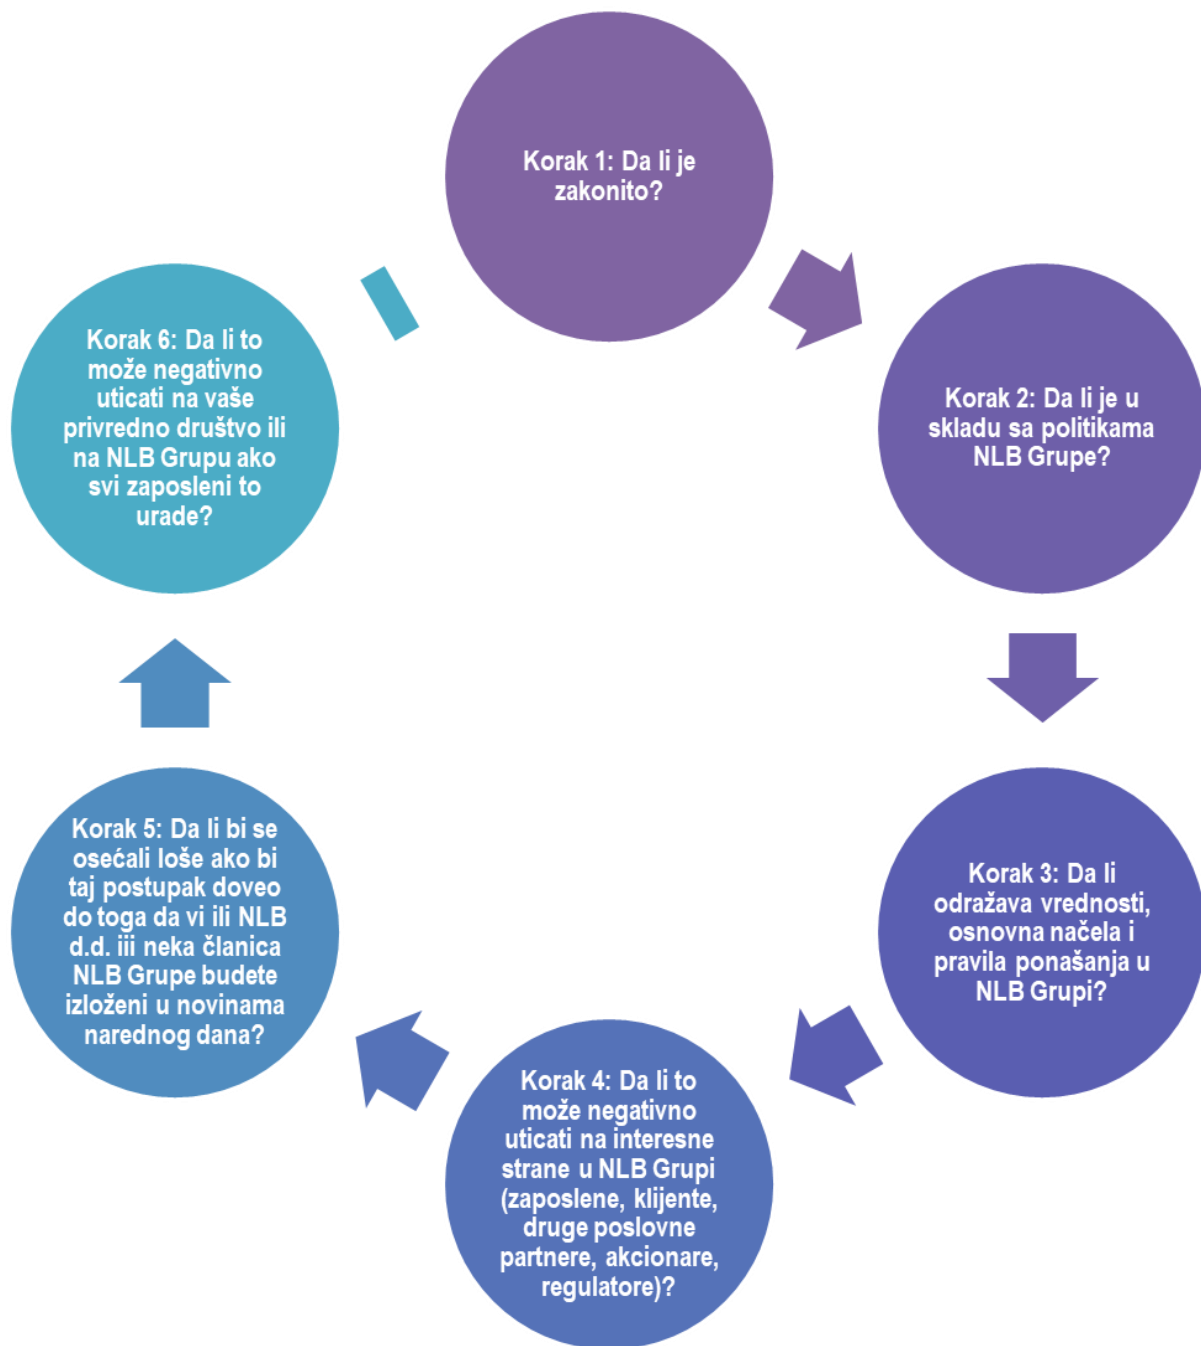 Korak 1: Da li je
zakonito?
Korak 2: Da li je u
skladu sa politikama
NLB Grupe?
Korak 3: Da li
odražava vrednosti,
osnovna načela i
pravila ponašanja u
NLB Grupi?
Korak 4: Da li to
može negativno
uticati na interesne
strane u NLB Grupi
(zaposlene, klijente,
druge poslovne
partnere, akcionare,
regulatore)?
Korak 5: Da li bi se
osećali loše ako bi
taj postupak doveo
do toga da vi ili NLB
d.d. iii neka članica
NLB Grupe budete
izloženi u novinama
narednog dana?
Korak 6: Da li to
može negativno
uticati na vaše
privredno društvo ili
na NLB Grupu ako
svi zaposleni to
urade?